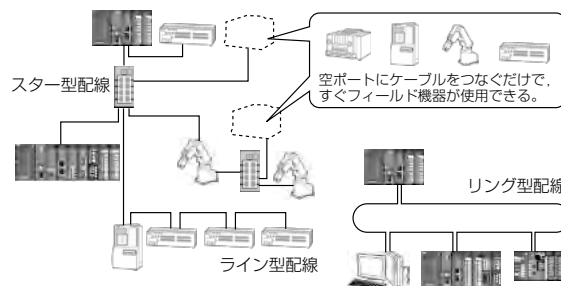 スター型配線
空ポートにケーブルをつなぐだけで，
すぐフィールド機器が使用できる。
リング型配線
ライン型配線